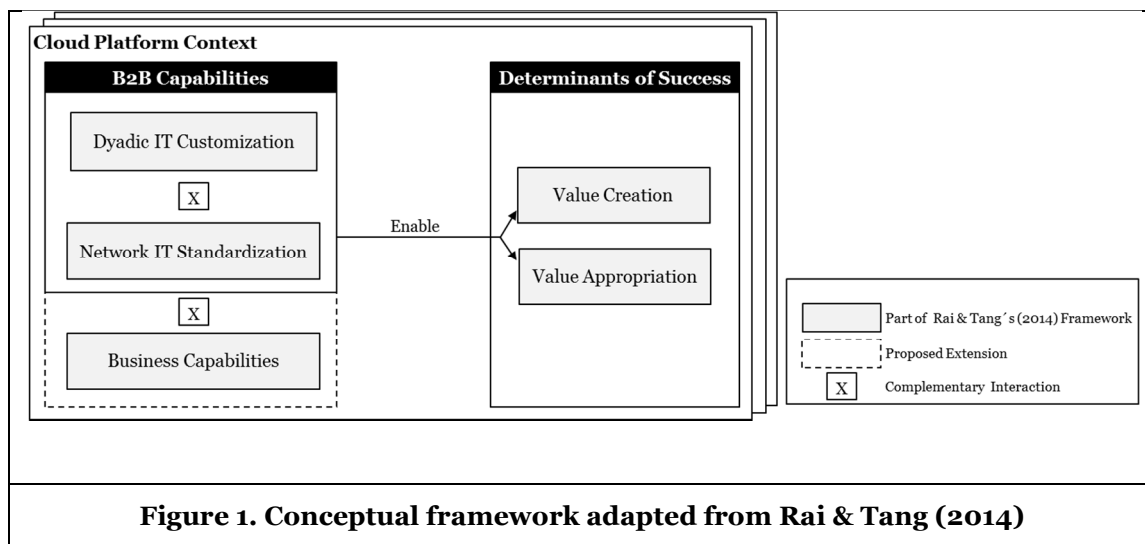 Cloud Platform Context
B2B Capabilities
Dyadic IT Customization
X
Network IT Standardization
X
Business Capabilities
Enable
Determinants of Success
Value Creation
Value Appropriation
Part of Rai & Tang´s (2014) Framework
Proposed Extension
X Complementary Interaction
Figure 1. Conceptual framework adapted from Rai & Tang (2014)